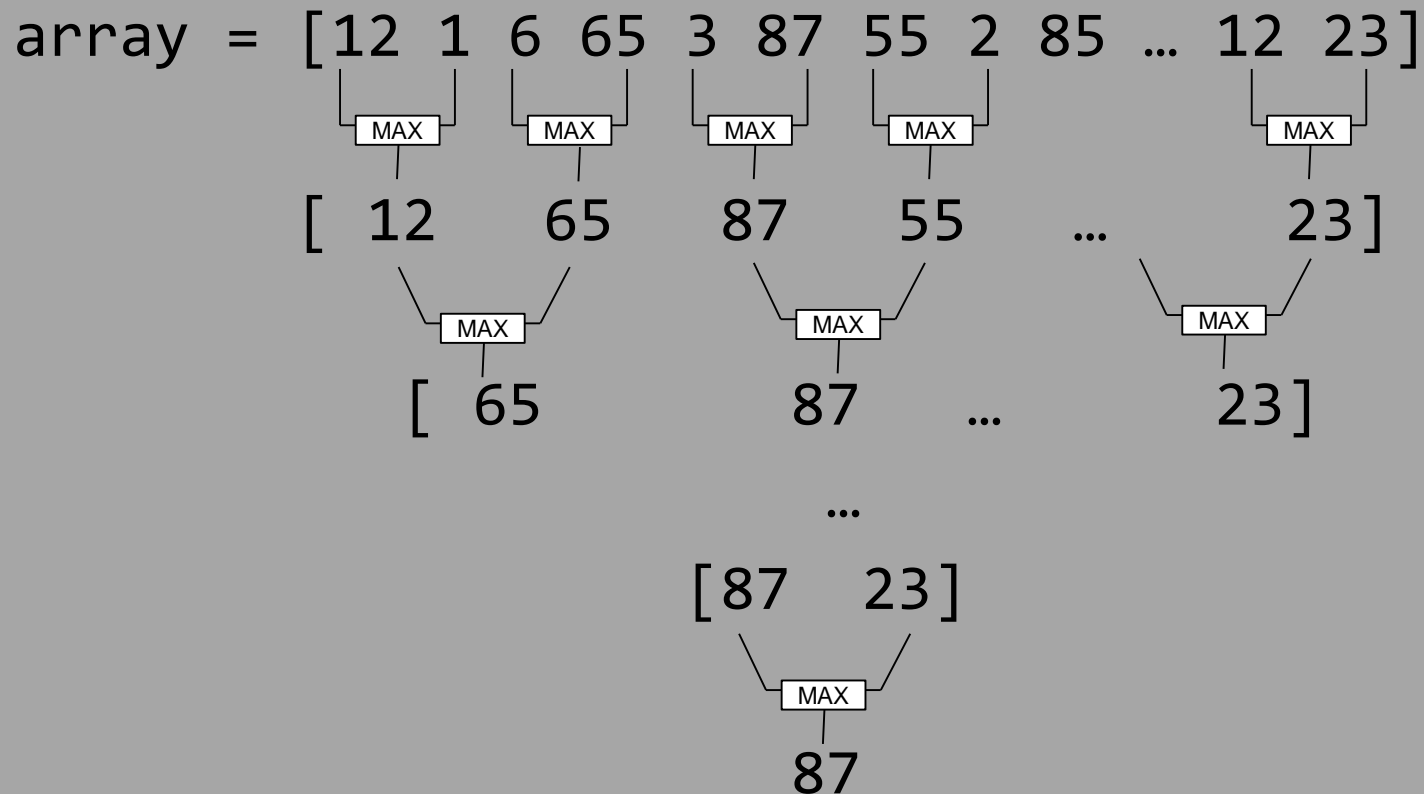 array = [12 1 6 65 3 87 55 2 85 … 12 23]
MAX MAX MAX MAX MAX
[ 12 65 87 55 … 23]
MAX MAX MAX
[ 65 87 … 23]
…
[87 23]
MAX
87